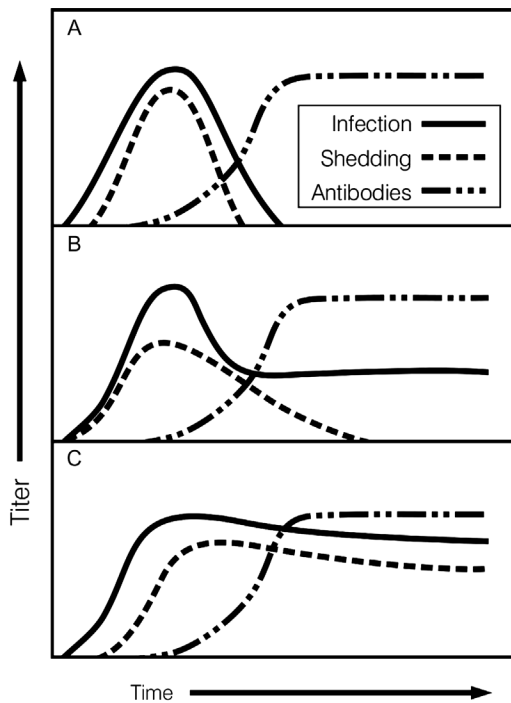 A
Infection
Shedding
Antibodies
B
C
Titer
Time